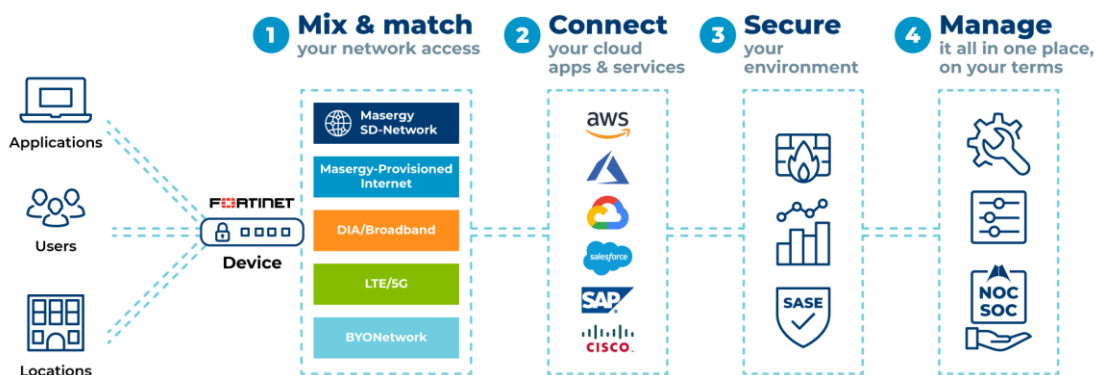 1 Mix & match
your network access
2 Connect
your cloud
apps & services
3 Secure
your
environment
4 Manage
it all in one place,
on your terms
Applications
Users
Locations
FORTINET
Device
Masergy
SD-Network
Masergy-Provisioned
Internet
DIA/Broadband
LTE/5G
BYONetwork
aws
salesforce
SAP
CISCO.
SASE
NOC
SOC